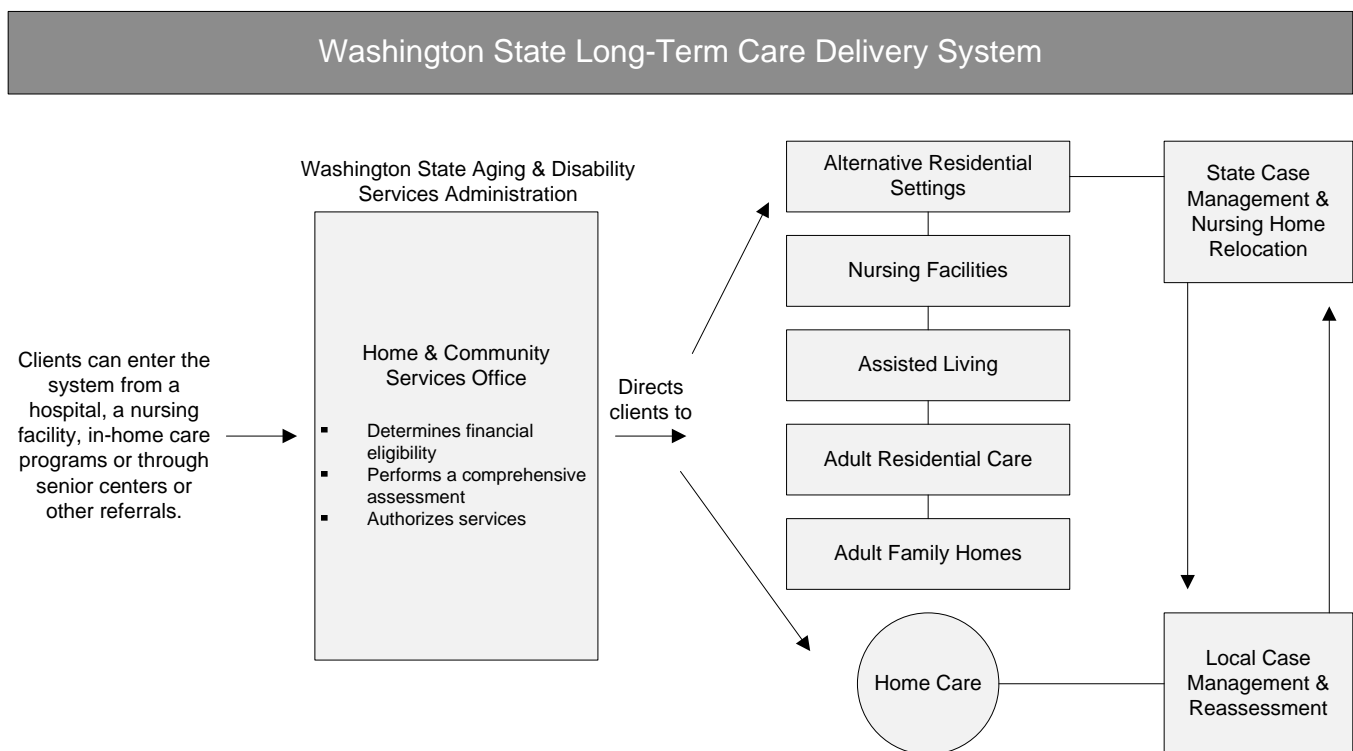 Washington State Long-Term Care Delivery System
Clients can enter the
system from a
hospital, a nursing
facility, in-home care
programs or through
senior centers or
other referrals.
Washington State Aging & Disability
Services Administration
Home & Community
Services Office
▪ Determines financial
eligibility
▪ Performs a comprehensive
assessment
▪ Authorizes services
Directs
clients to
Alternative Residential
Settings
Nursing Facilities
Assisted Living
Adult Residential Care
Adult Family Homes
Home Care
State Case
Management &
Nursing Home
Relocation
Local Case
Management &
Reassessment